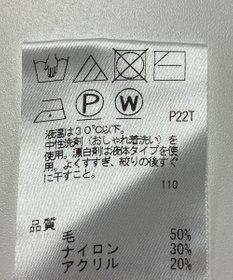 P W P22T
液温は30℃以下。
中性洗剤(おしゃれ着洗い)を
使用。漂白剤は液体タイプを使
用。よくすすぎ、絞りの後すぐ
に干すこと。
110
品質
毛 50%
ナイロン 30%
アクリル 20%